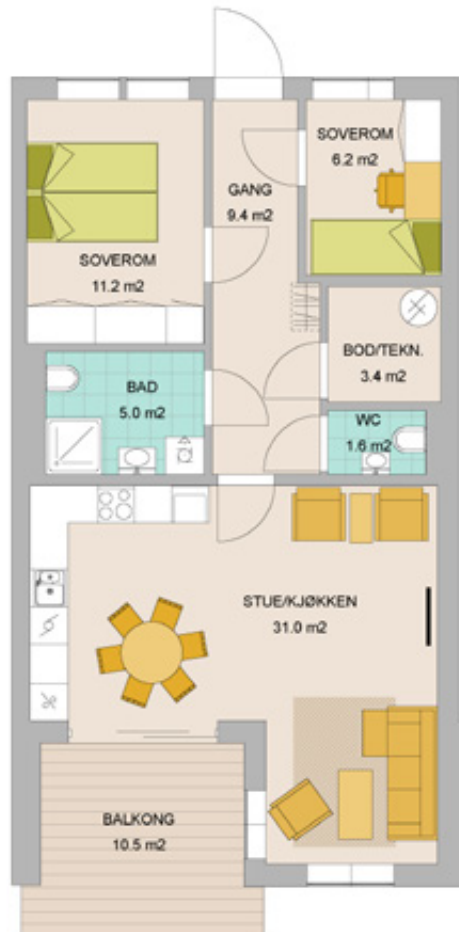 SOVEROM
6.2 m2
GANG
9.4 m2
SOVEROM
11.2 m2
BOD/TEKN.
3.4 m2
BAD
5.0 m2
WC
1.6 m2
STUE/KJØKKEN
31.0 m2
BALKONG
10.5 m2